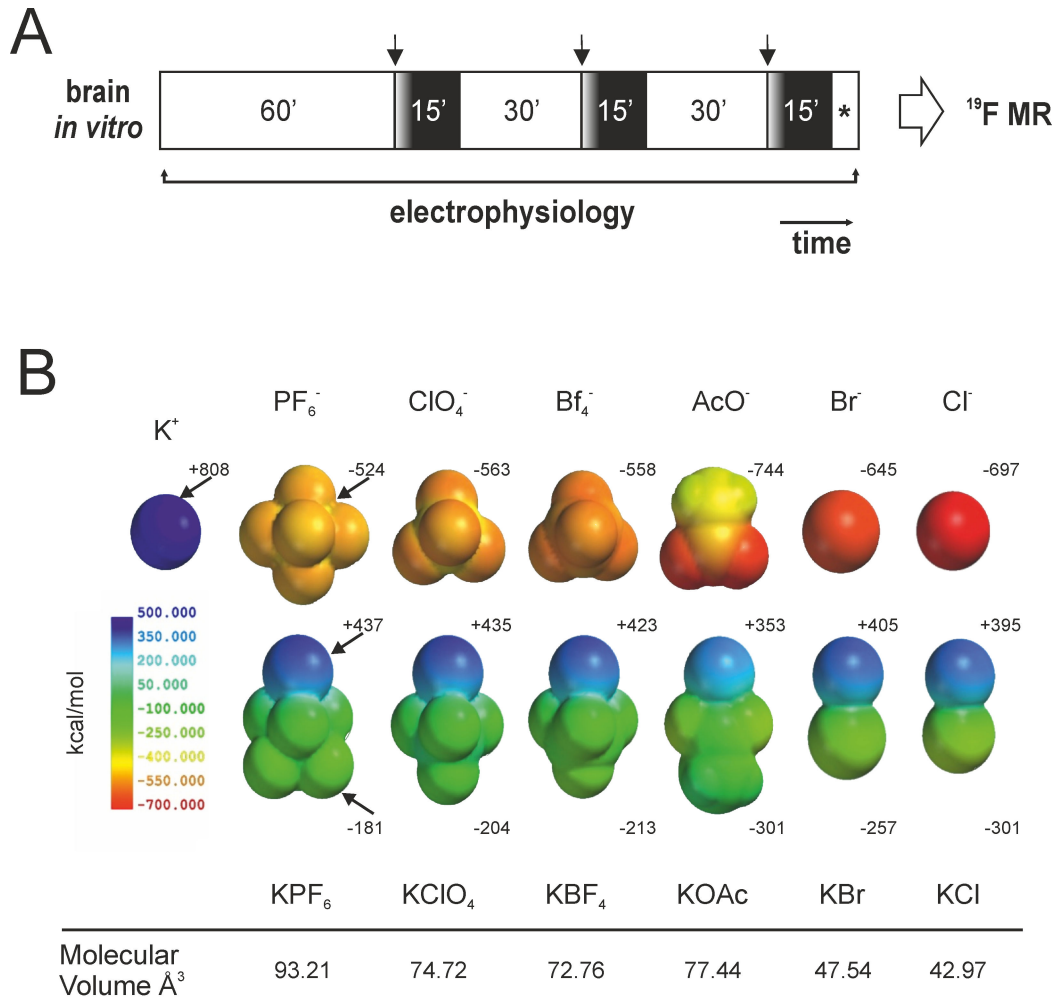 A
brain
in vitro
60’ 15’ 30’ 15’ 30’ 15’ *
¹⁹F MR
electrophysiology
time
B
K⁺ PF₆⁻ ClO₄⁻ Bf₄⁻ AcO⁻ Br⁻ Cl⁻
+808 -524 -563 -558 -744 -645 -697
kcal/mol
500.000
350.000
200.000
50.000
-100.000
-250.000
-400.000
-550.000
-700.000
+437 +435 +423 +353 +405 +395
-181 -204 -213 -301 -257 -301
KPF₆ KClO₄ KBF₄ KOAc KBr KCl
Molecular
Volume Å³ 93.21 74.72 72.76 77.44 47.54 42.97